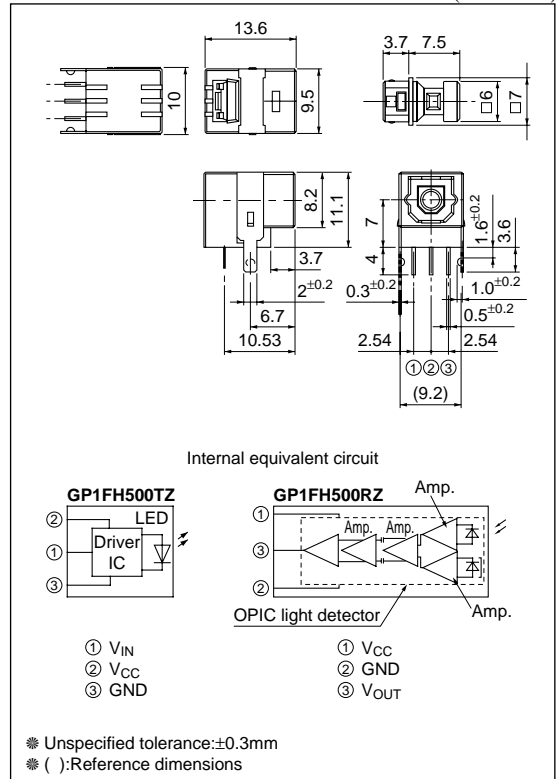 13.6
3.7 7.5
10
9.5
□6
□7
8.2
11.1
7
4
1.6±0.2
3.6
3.7
2±0.2
0.3±0.2
1.0±0.2
6.7
0.5±0.2
10.53
2.54 2.54
①②③
(9.2)
Internal equivalent circuit
GP1FH500TZ
② LED
Driver
IC
①
③
GP1FH500RZ
Amp.
①
Amp. Amp.
③
②
OPIC light detector
Amp.
① VIN
② VCC
③ GND
① VCC
② GND
③ VOUT
❋ Unspecified tolerance:±0.3mm
❋ ( ):Reference dimensions